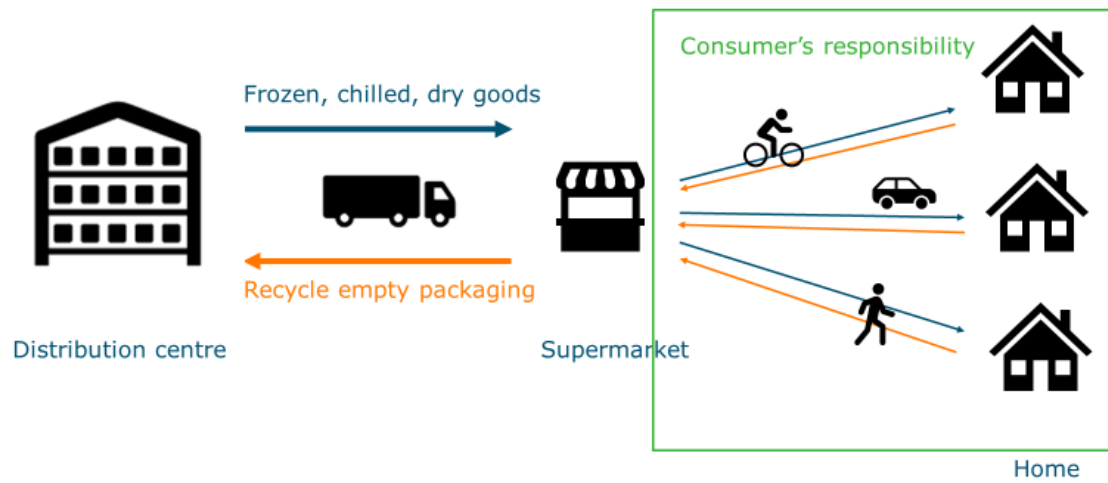 Consumer's responsibility
Frozen, chilled, dry goods
Recycle empty packaging
Distribution centre
Supermarket
Home